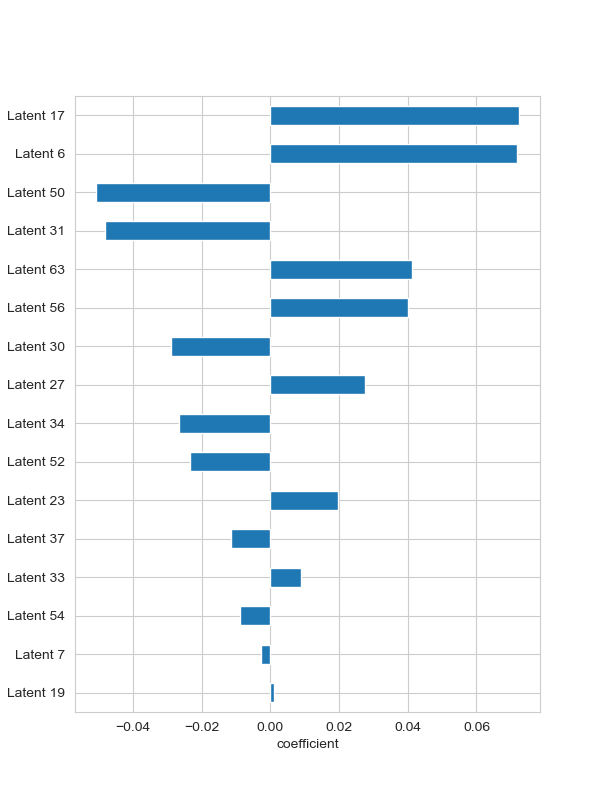 Latent 17
Latent 6
Latent 50
Latent 31
Latent 63
Latent 56
Latent 30
Latent 27
Latent 34
Latent 52
Latent 23
Latent 37
Latent 33
Latent 54
Latent 7
Latent 19
−0.04 −0.02 0.00 0.02 0.04 0.06
coefficient